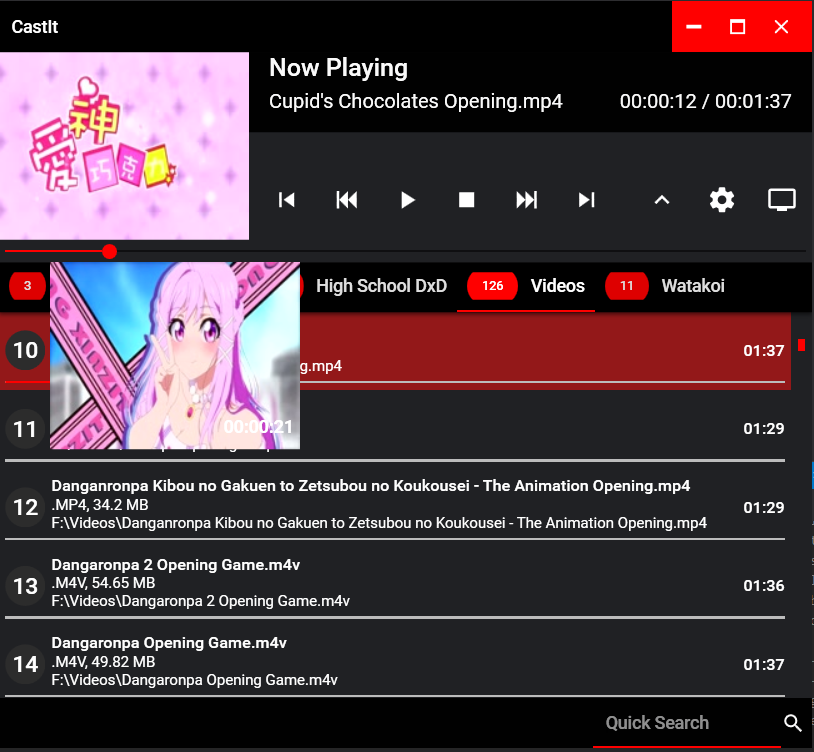 CastIt
Now Playing
Cupid's Chocolates Opening.mp4 00:00:12 / 00:01:37
愛神
巧克力
3 High School DxD 126 Videos 11 Watakoi
10 g.mp4 01:37
00:00:21
11 01:29
12 Danganronpa Kibou no Gakuen to Zetsubou no Koukousei - The Animation Opening.mp4 01:29
.MP4, 34.2 MB
F:\Videos\Danganronpa Kibou no Gakuen to Zetsubou no Koukousei - The Animation Opening.mp4
13 Dangaronpa 2 Opening Game.m4v 01:36
.M4V, 54.65 MB
F:\Videos\Dangaronpa 2 Opening Game.m4v
14 Dangaronpa Opening Game.m4v 01:37
.M4V, 49.82 MB
F:\Videos\Dangaronpa Opening Game.m4v
Quick Search